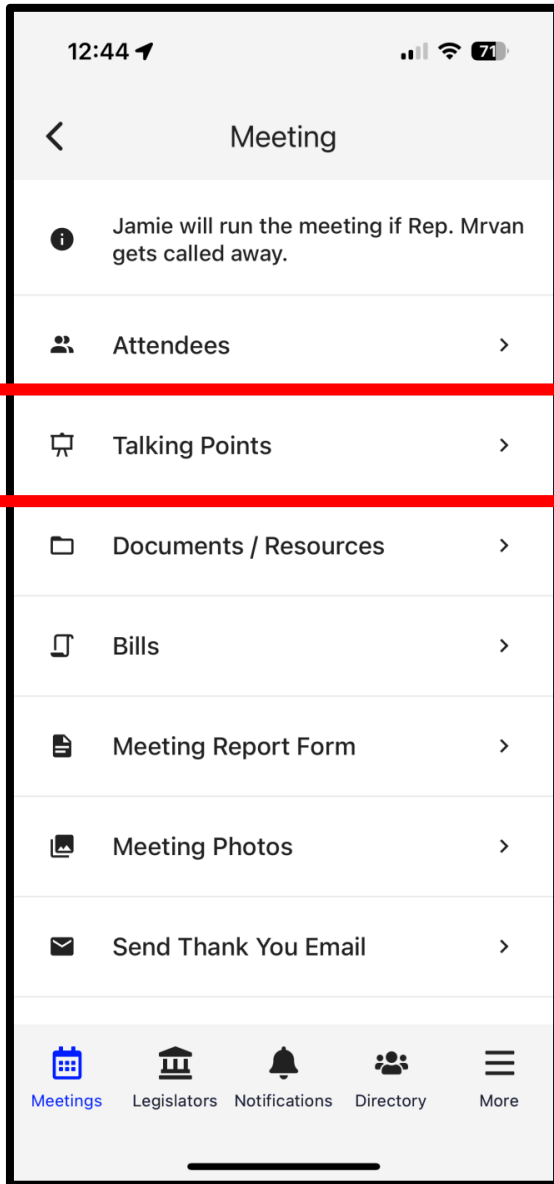 12:44
71
Meeting
Jamie will run the meeting if Rep. Mrvan
gets called away.
Attendees
Talking Points
Documents / Resources
Bills
Meeting Report Form
Meeting Photos
Send Thank You Email
Meetings Legislators Notifications Directory More